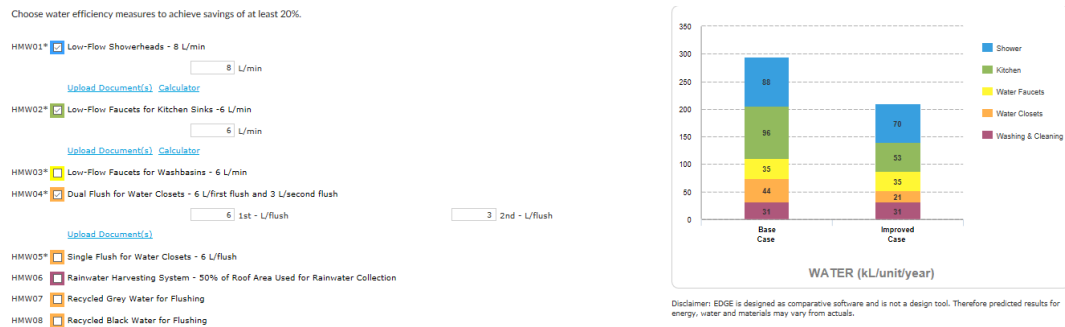 Choose water efficiency measures to achieve savings of at least 20%.
HMW01* Low-Flow Showerheads - 8 L/min
8 L/min
Upload Document(s) Calculator
HMW02* Low-Flow Faucets for Kitchen Sinks -6 L/min
6 L/min
Upload Document(s) Calculator
HMW03* Low-Flow Faucets for Washbasins - 6 L/min
HMW04* Dual Flush for Water Closets - 6 L/first flush and 3 L/second flush
6 1st - L/flush 3 2nd - L/flush
Upload Document(s)
HMW05* Single Flush for Water Closets - 6 L/flush
HMW06 Rainwater Harvesting System - 50% of Roof Area Used for Rainwater Collection
HMW07 Recycled Grey Water for Flushing
HMW08 Recycled Black Water for Flushing
350
300
250
200
150
100
50
0
88
96
35
44
31
70
53
35
21
31
Base
Case
Improved
Case
Shower
Kitchen
Water Faucets
Water Closets
Washing & Cleaning
WATER (kL/unit/year)
Disclaimer: EDGE is designed as comparative software and is not a design tool. Therefore predicted results for
energy, water and materials may vary from actuals.